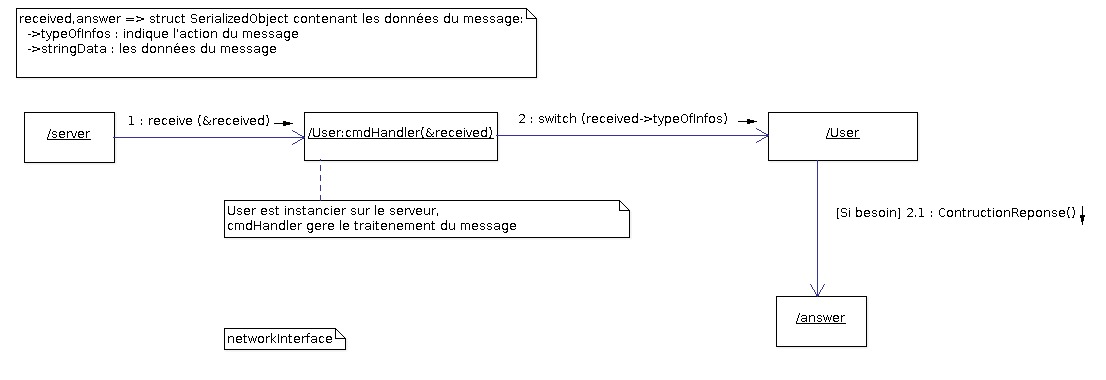 received,answer => struct SerializedObject contenant les données du message:
->typeOfInfos : indique l'action du message
->stringData : les données du message
1 : receive (&received)
2 : switch (received->typeOfInfos)
/server
/User:cmdHandler(&received)
/User
User est instancier sur le serveur,
cmdHandler gere le traitenement du message
[Si besoin] 2.1 : ContructionReponse()
/answer
networkInterface